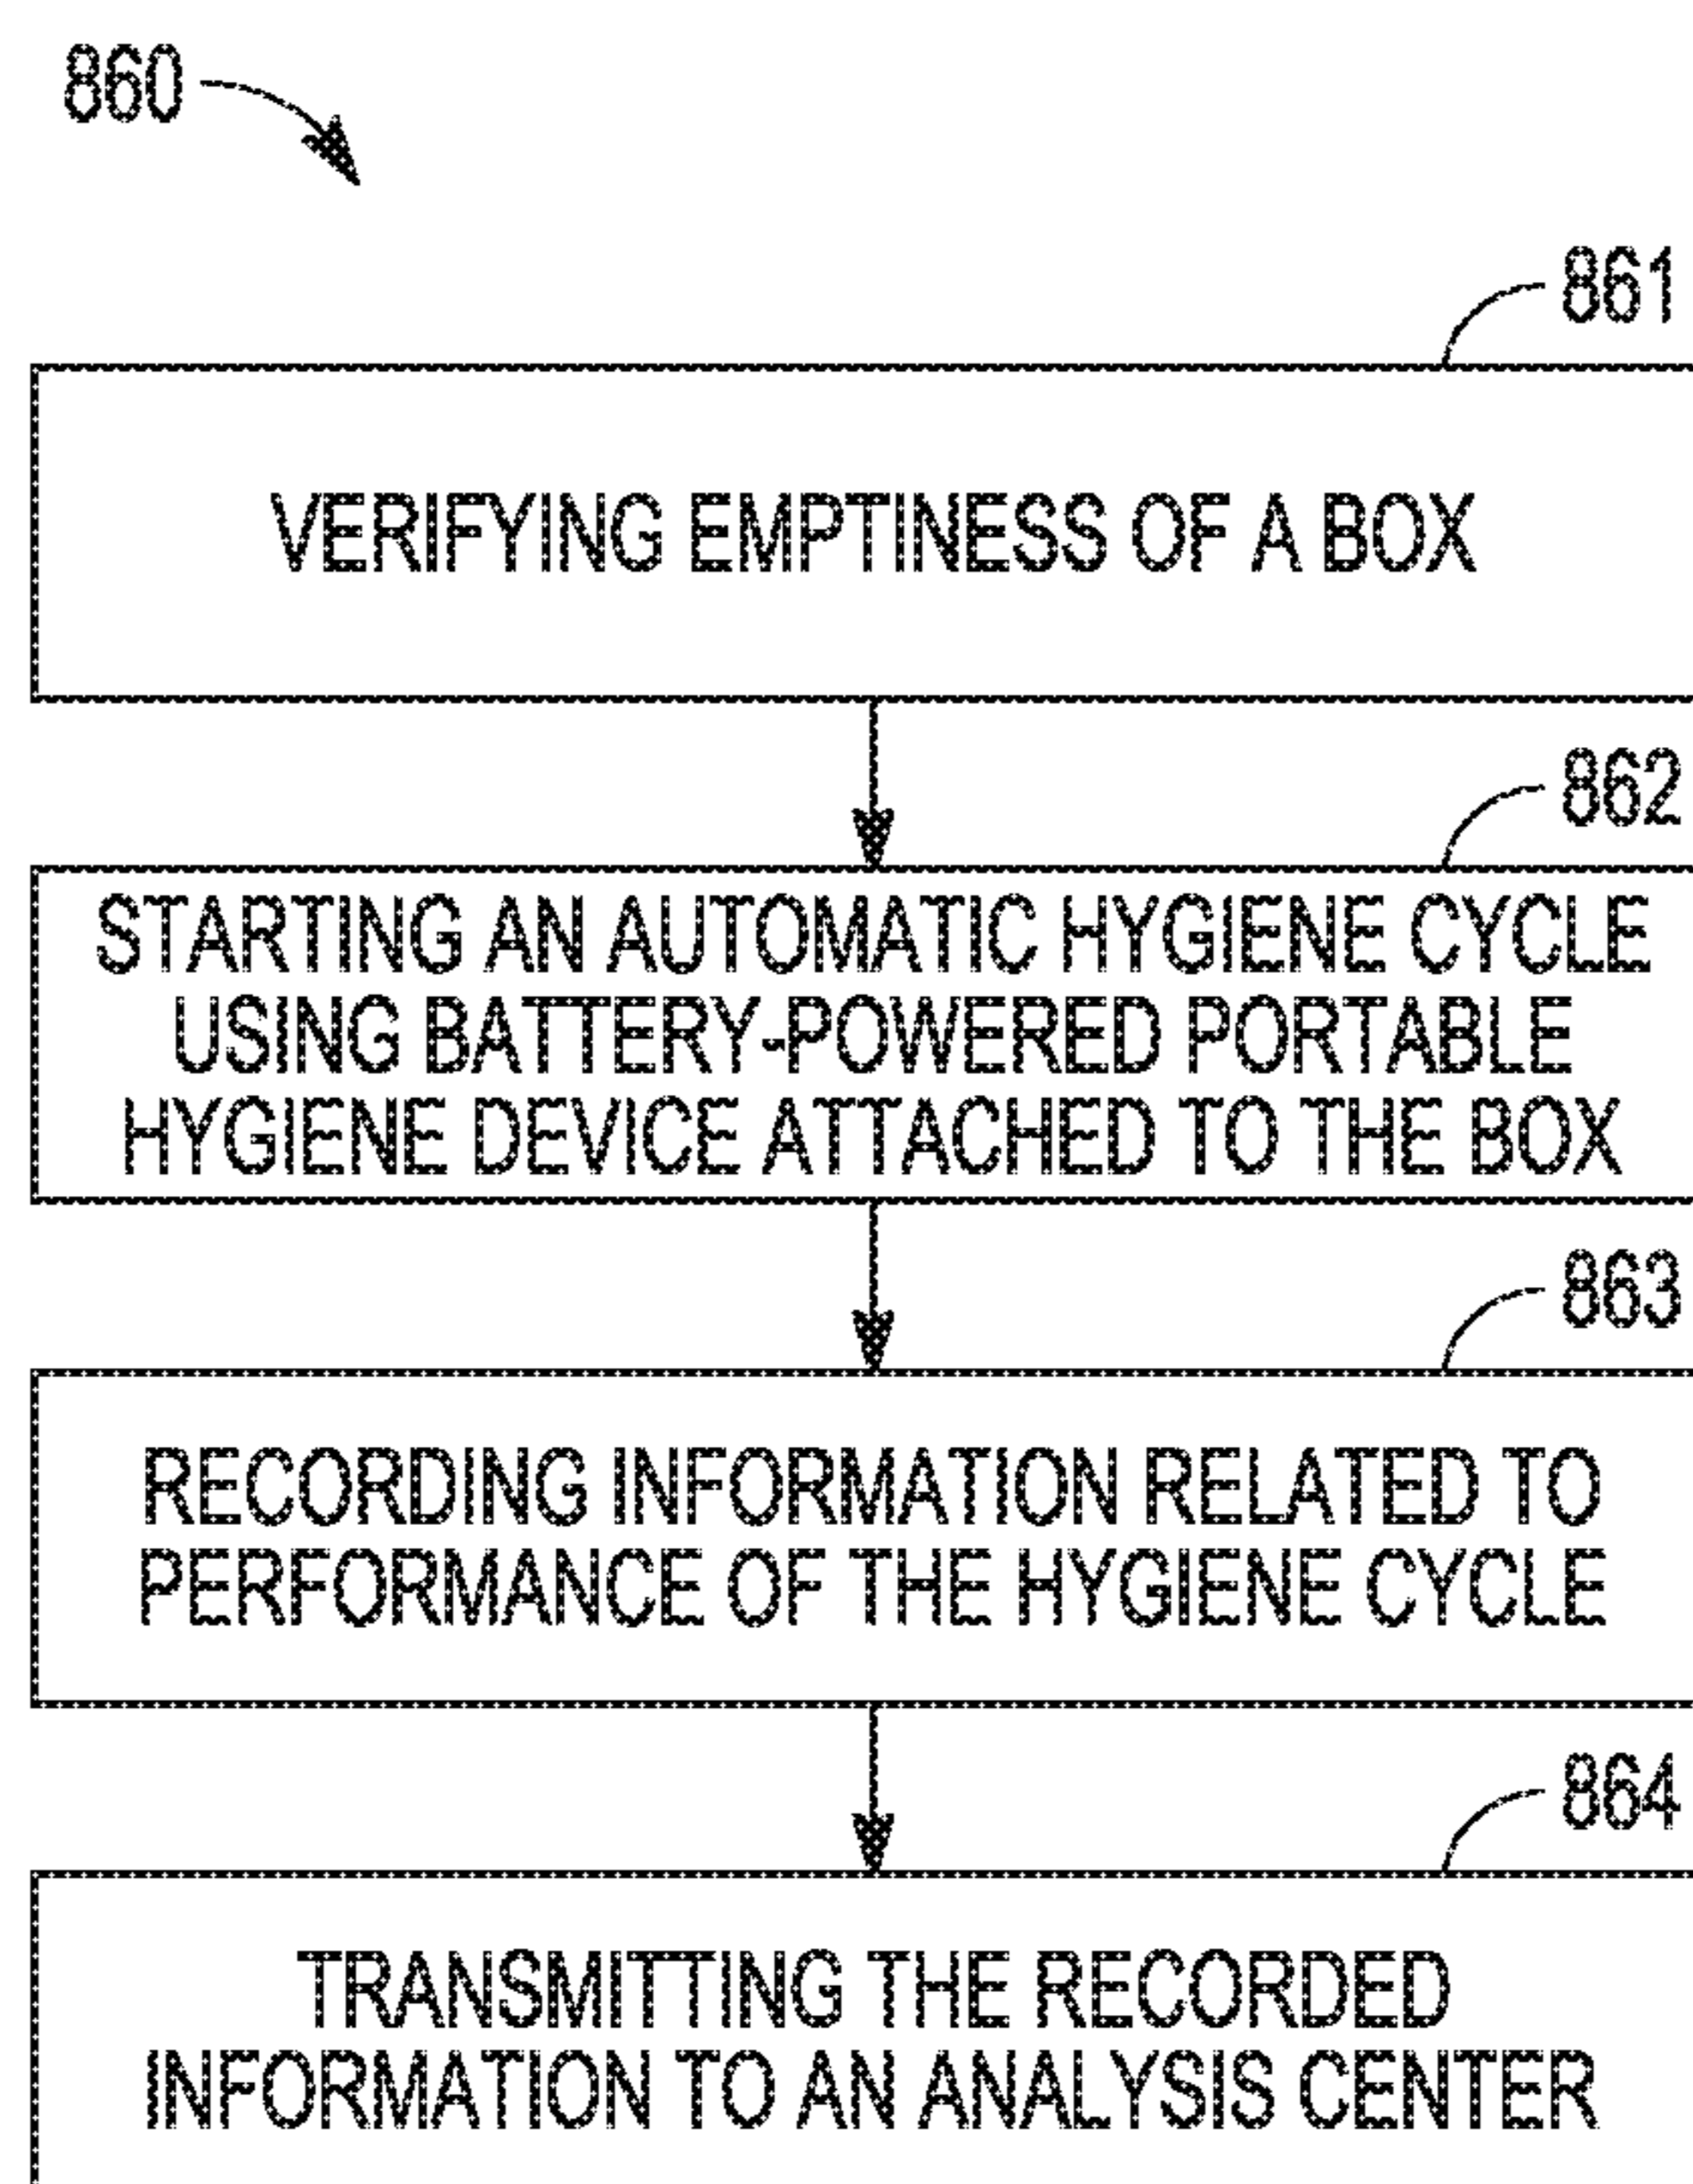 860
861
VERIFYING EMPTINESS OF A BOX
862
STARTING AN AUTOMATIC HYGIENE CYCLE
USING BATTERY-POWERED PORTABLE
HYGIENE DEVICE ATTACHED TO THE BOX
863
RECORDING INFORMATION RELATED TO
PERFORMANCE OF THE HYGIENE CYCLE
864
TRANSMITTING THE RECORDED
INFORMATION TO AN ANALYSIS CENTER